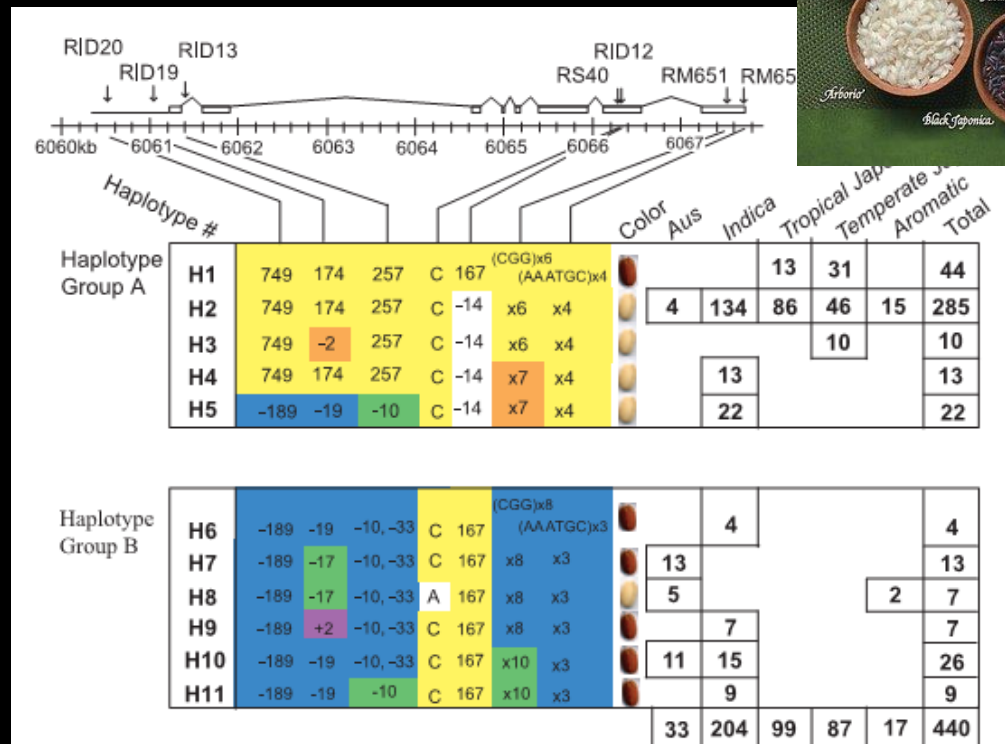 RID20
RID19
RID13
RID12
RS40
RM651
RM65
Arborio
Black Japonica
6060kb 6061 6062 6063 6064 6065 6066 6067
Haplotype # Color Aus Indica Tropical Temperate Aromatic Total
Haplotype Group A
H1 749 174 257 C 167 (CGG)x6 (AAATGC)x4 13 31 44
H2 749 174 257 C –14 x6 x4 4 134 86 46 15 285
H3 749 –2 257 C –14 x6 x4 10 10
H4 749 174 257 C –14 x7 x4 13 13
H5 –189 –19 –10 C –14 x7 x4 22 22
Haplotype Group B
H6 –189 –19 –10, –33 C 167 (CGG)x8 (AAATGC)x3 4 4
H7 –189 –17 –10, –33 C 167 x8 x3 13 13
H8 –189 –17 –10, –33 A 167 x8 x3 5 2 7
H9 –189 +2 –10, –33 C 167 x8 x3 7 7
H10 –189 –19 –10, –33 C 167 x10 x3 11 15 26
H11 –189 –19 –10 C 167 x10 x3 9 9
33 204 99 87 17 440